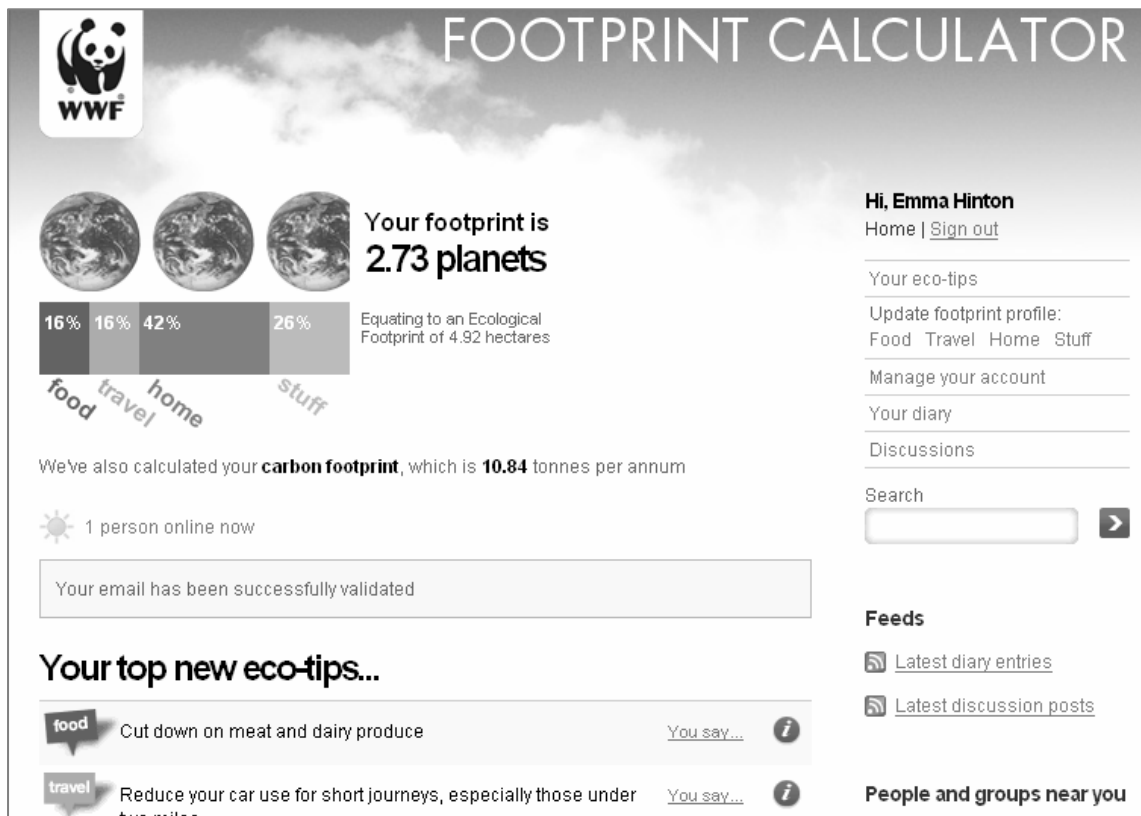 WWF
FOOTPRINT CALCULATOR
Your footprint is
2.73 planets
16% 16% 42% 26%
Equating to an Ecological
Footprint of 4.92 hectares
food travel home stuff
We've also calculated your carbon footprint, which is 10.84 tonnes per annum
1 person online now
Your email has been successfully validated
Your top new eco-tips...
food
Cut down on meat and dairy produce
You say...
i
travel
Reduce your car use for short journeys, especially those under
You say...
i
Hi, Emma Hinton
Home | Sign out
Your eco-tips
Update footprint profile:
Food Travel Home Stuff
Manage your account
Your diary
Discussions
Search
Feeds
Latest diary entries
Latest discussion posts
People and groups near you